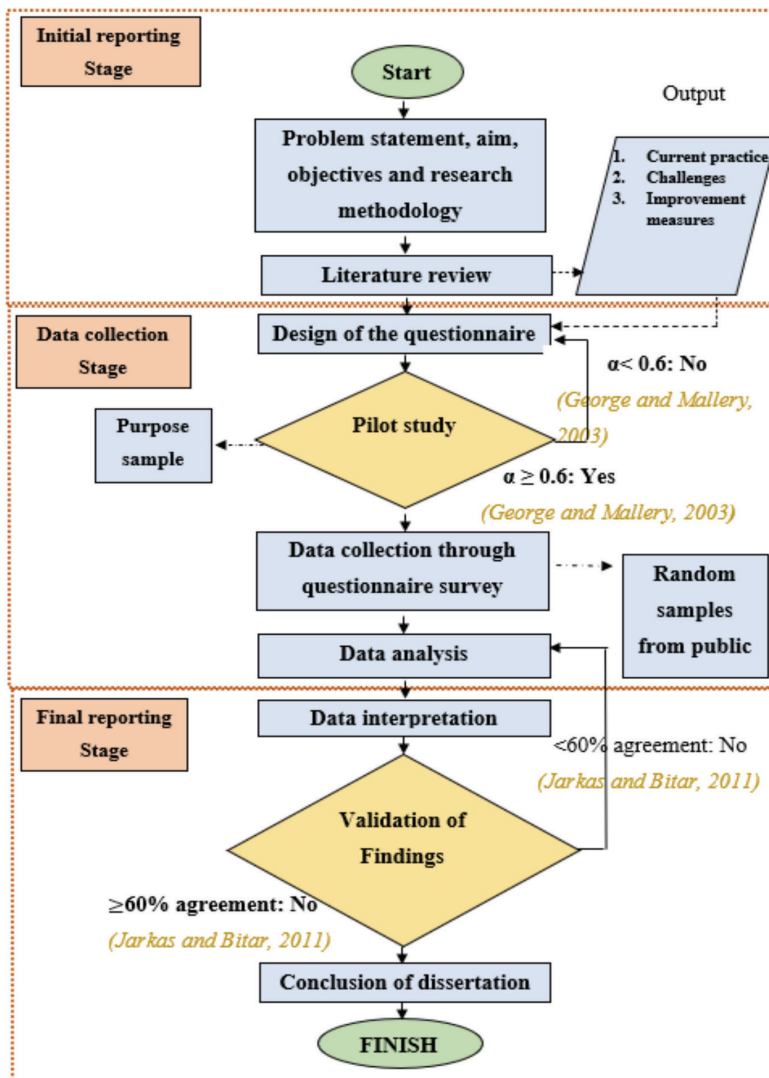 Initial reporting
Stage
Start
Output
Problem statement, aim,
objectives and research
methodology
1. Current practice
2. Challenges
3. Improvement
measures
Literature review
Data collection
Stage
Design of the questionnaire
α< 0.6: No
(George and Mallery,
2003)
Pilot study
Purpose
sample
α ≥ 0.6: Yes
(George and Mallery, 2003)
Data collection through
questionnaire survey
Random
samples
from public
Data analysis
Final reporting
Stage
Data interpretation
<60% agreement: No
(Jarkas and Bitar, 2011)
Validation of
Findings
≥60% agreement: No
(Jarkas and Bitar, 2011)
Conclusion of dissertation
FINISH